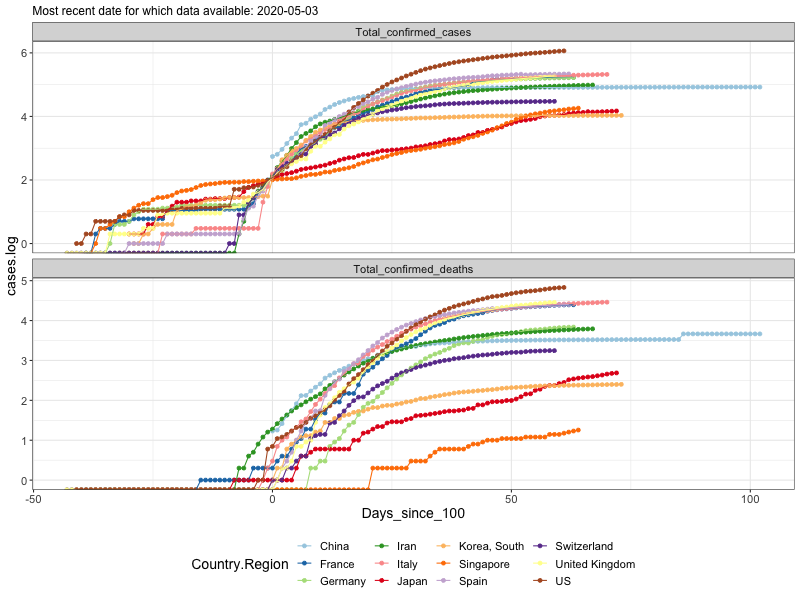 Most recent date for which data available: 2020-05-03
Total_confirmed_cases
6
4
2
0
cases.log
Total_confirmed_deaths
5
4
3
2
1
0
-50 0 50 100
Days_since_100
Country.Region
China Iran Korea, South Switzerland
France Italy Singapore United Kingdom
Germany Japan Spain US